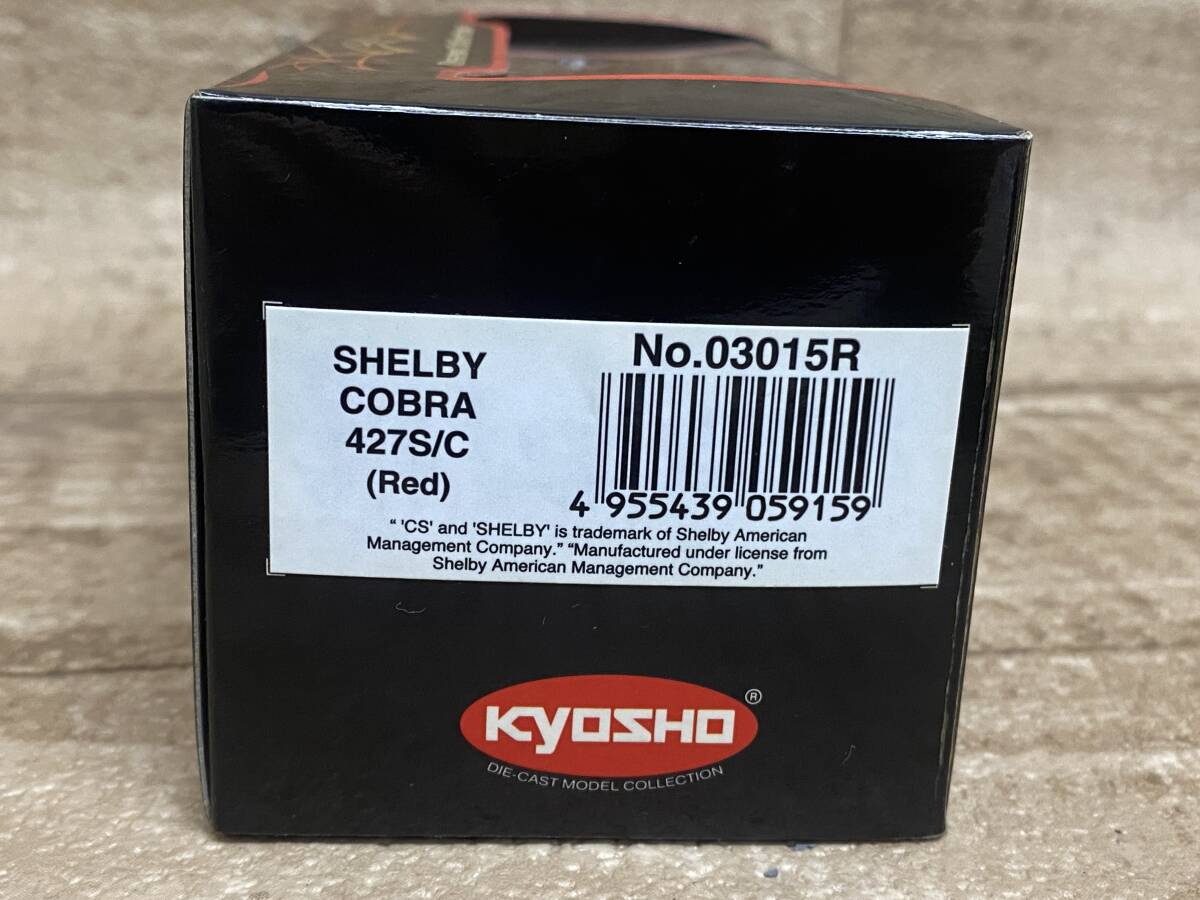 SHELBY
COBRA
427S/C
(Red)
No.03015R
4 955439 059159
“ 'CS' and 'SHELBY' is trademark of Shelby American
Management Company.” “Manufactured under license from
Shelby American Management Company.”
KYOSHO ®
DIE-CAST MODEL COLLECTION